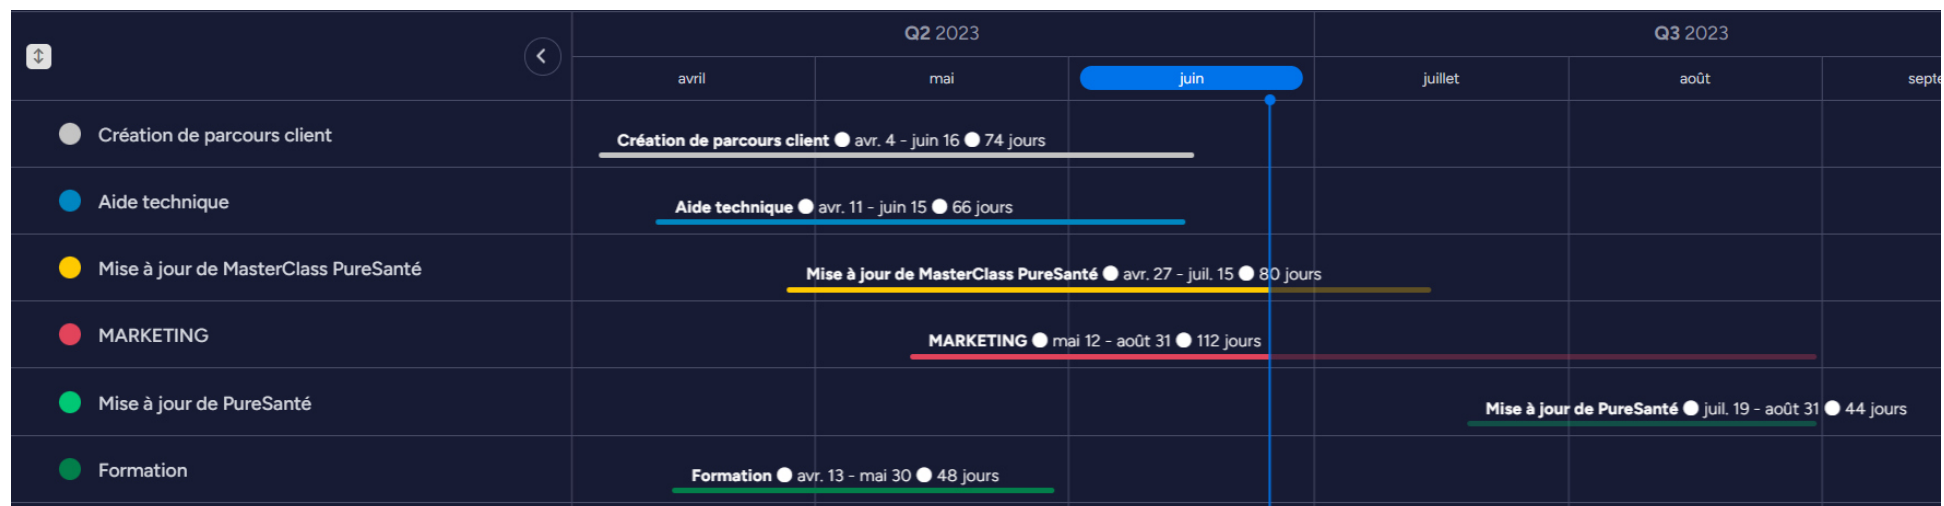 Q2 2023
Q3 2023
avril
mai
juin
juillet
août
septe
Création de parcours client
Création de parcours client avr. 4 - juin 16 74 jours
Aide technique
Aide technique avr. 11 - juin 15 66 jours
Mise à jour de MasterClass PureSanté
Mise à jour de MasterClass PureSanté avr. 27 - juil. 15 80 jours
MARKETING
MARKETING mai 12 - août 31 112 jours
Mise à jour de PureSanté
Mise à jour de PureSanté juil. 19 - août 31 44 jours
Formation
Formation avr. 13 - mai 30 48 jours